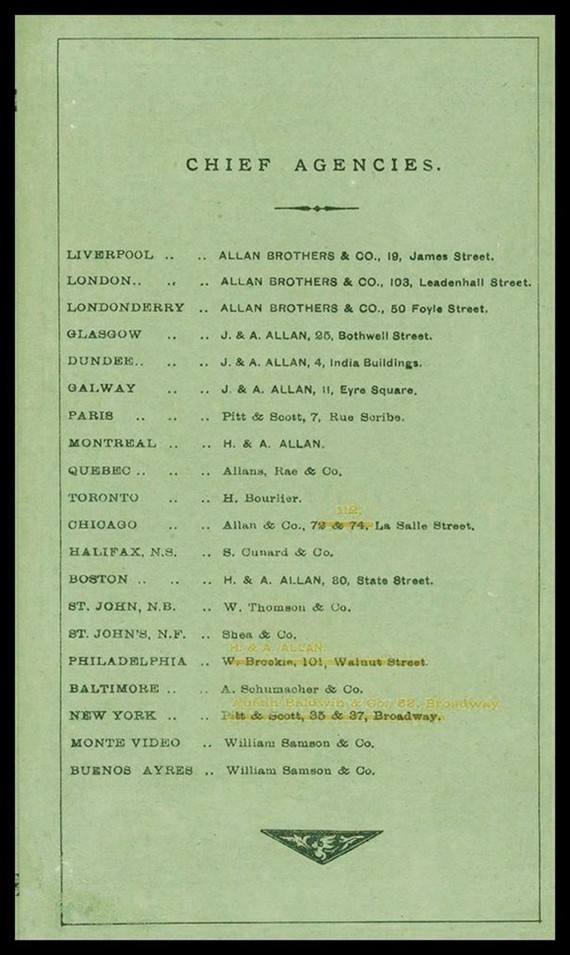 CHIEF AGENCIES.
LIVERPOOL .. .. ALLAN BROTHERS & CO., 19, James Street.
LONDON.. .. .. ALLAN BROTHERS & CO., 103, Leadenhall Street.
LONDONDERRY .. ALLAN BROTHERS & CO., 50 Foyle Street.
GLASGOW .. .. J. & A. ALLAN, 25, Bothwell Street.
DUNDEE.. .. .. J. & A. ALLAN, 4, India Buildings.
GALWAY .. .. J. & A. ALLAN, 11, Eyre Square.
PARIS .. .. .. Pitt & Scott, 7, Rue Scribe.
MONTREAL .. .. H. & A. ALLAN.
QUEBEC .. .. .. Allans, Rae & Co.
TORONTO .. .. H. Bourlier.
112,
CHICAGO .. .. Allan & Co., 72 & 74, La Salle Street.
HALIFAX, N.S. .. S. Cunard & Co.
BOSTON .. .. .. H. & A. ALLAN, 80, State Street.
ST. JOHN, N.B. .. W. Thomson & Co.
ST. JOHN'S, N.F. .. Shea & Co.
H. & A. ALLAN.
PHILADELPHIA .. W. Brockie, 101, Walnut Street.
BALTIMORE .. .. A. Schumacher & Co.
Austin Baldwin & Co., 53, Broadway
NEW YORK .. .. Pitt & Scott, 35 & 37, Broadway.
MONTE VIDEO .. William Samson & Co.
BUENOS AYRES .. William Samson & Co.